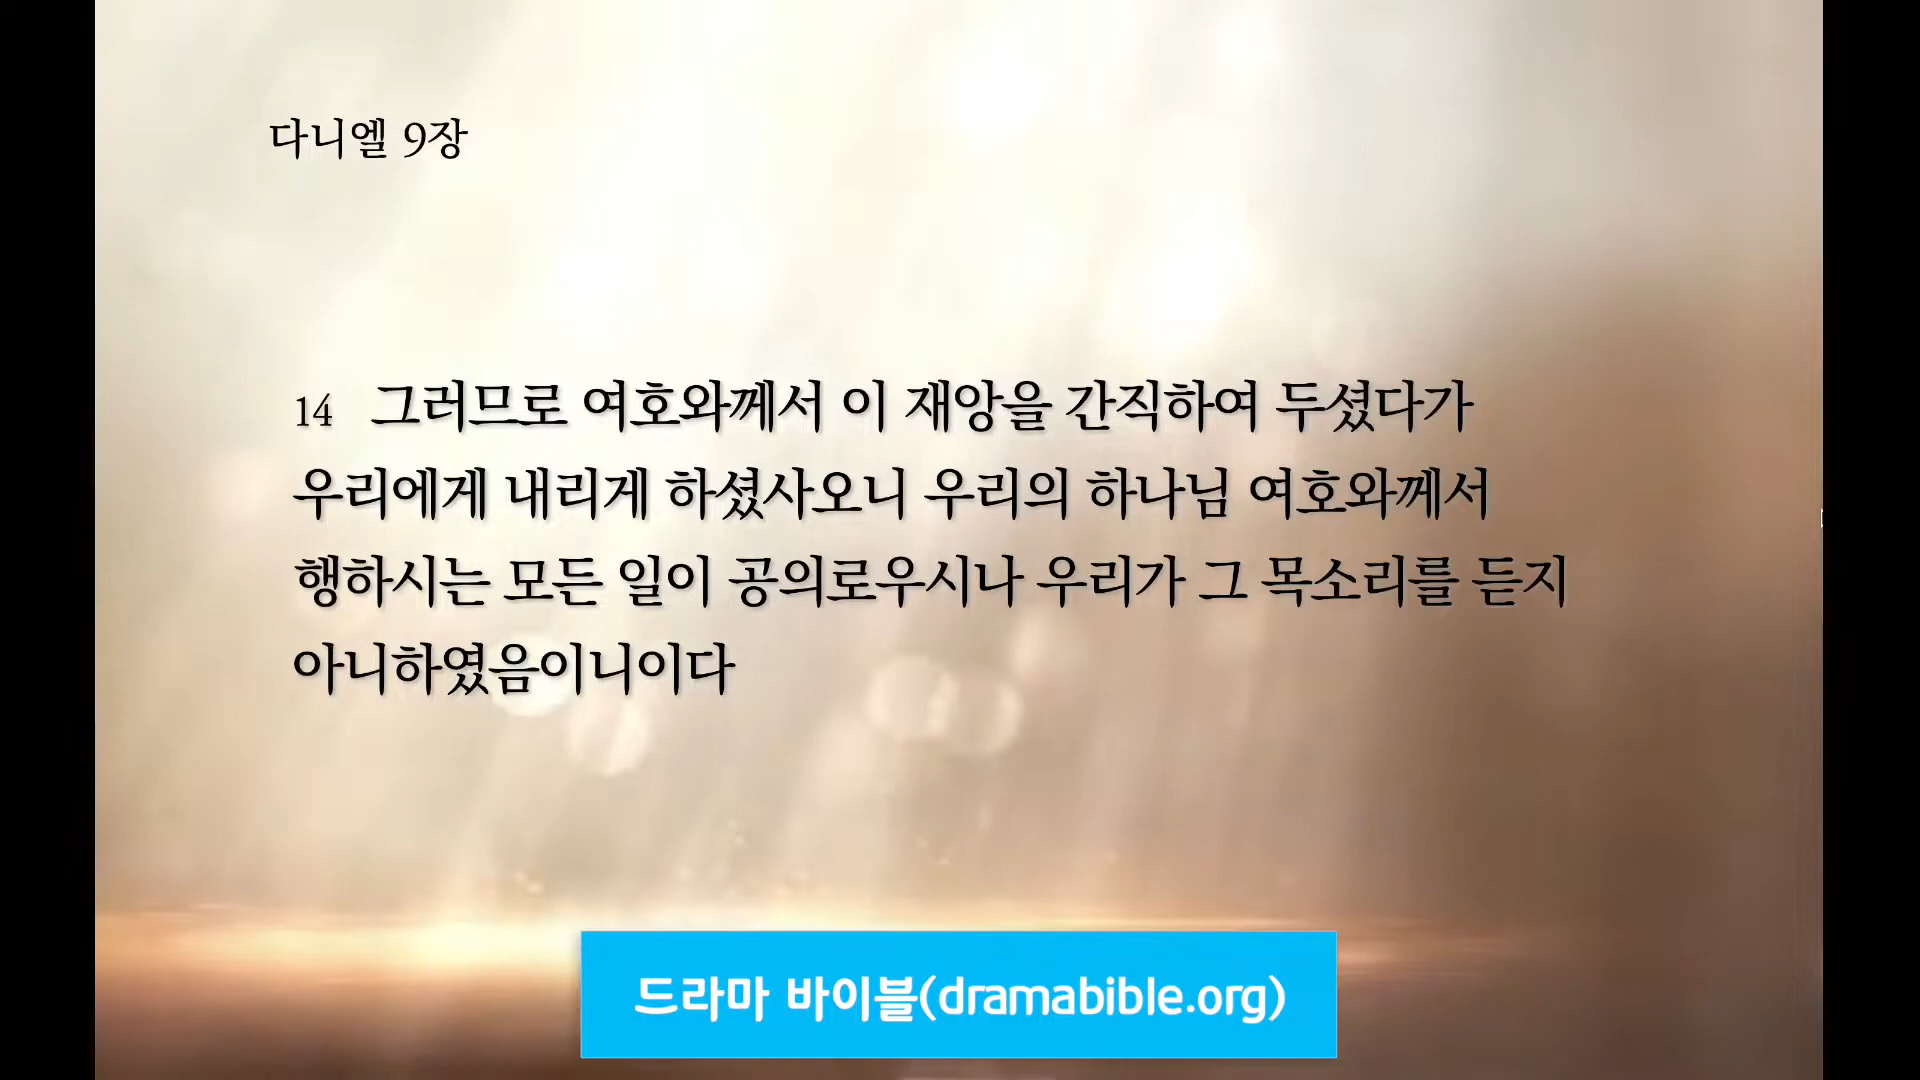 다니엘 9장
14 그러므로 여호와께서 이 재앙을 간직하여 두셨다가
우리에게 내리게 하셨사오니 우리의 하나님 여호와께서
행하시는 모든 일이 공의로우시나 우리가 그 목소리를 듣지
아니하였음이니이다
드라마 바이블(dramabible.org)